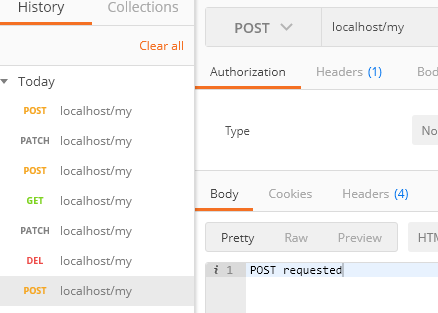 History Collections
Clear all
Today
POST localhost/my
PATCH localhost/my
POST localhost/my
GET localhost/my
PATCH localhost/my
DEL localhost/my
POST localhost/my
POST localhost/my
Authorization Headers (1) Bod
Type No
Body Cookies Headers (4)
Pretty Raw Preview HTM
i 1 POST requested